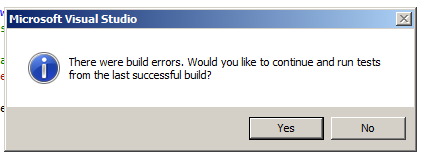 Microsoft Visual Studio
There were build errors. Would you like to continue and run tests
from the last successful build?
Yes
No